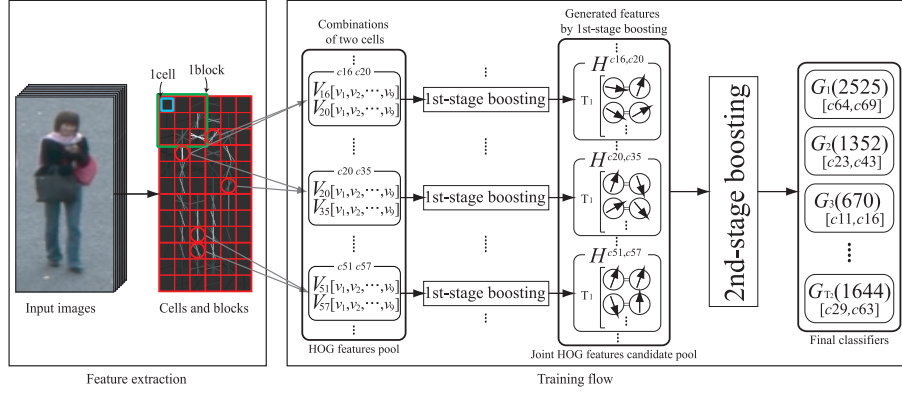 1cell
1block
Input images
Cells and blocks
Feature extraction
Combinations
of two cells
c16 c20
V16[v1,v2,⋯,v9]
V20[v1,v2,⋯,v9]
c20 c35
V20[v1,v2,⋯,v9]
V35[v1,v2,⋯,v9]
c51 c57
V51[v1,v2,⋯,v9]
V57[v1,v2,⋯,v9]
HOG features pool
1st-stage boosting
1st-stage boosting
1st-stage boosting
Generated features
by 1st-stage boosting
H c16,c20
T1
H c20,c35
T1
H c51,c57
T1
Joint HOG features candidate pool
2nd-stage boosting
G1(2525)
[c64,c69]
G2(1352)
[c23,c43]
G3(670)
[c11,c16]
GT2(1644)
[c29,c63]
Final classifiers
Training flow